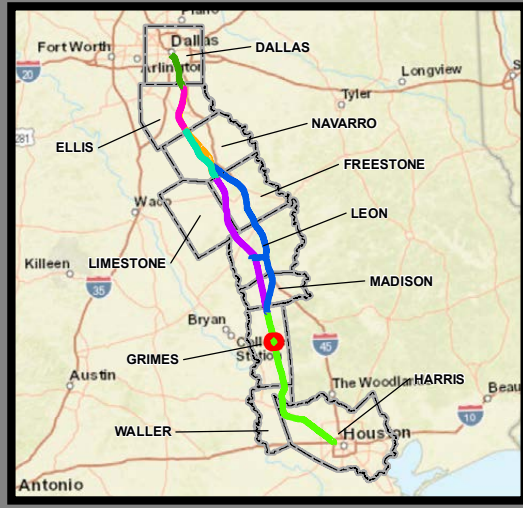 Plano
Fort Worth
Dallas
DALLAS
Arlington
20
Longview
Tyler
NAVARRO
281
ELLIS
FREESTONE
Waco
LEON
Killeen
LIMESTONE
35
MADISON
Bryan
College
Station
45
GRIMES
Austin
The Woodlan
HARRIS
Beau
10
WALLER
Houston
Antonio